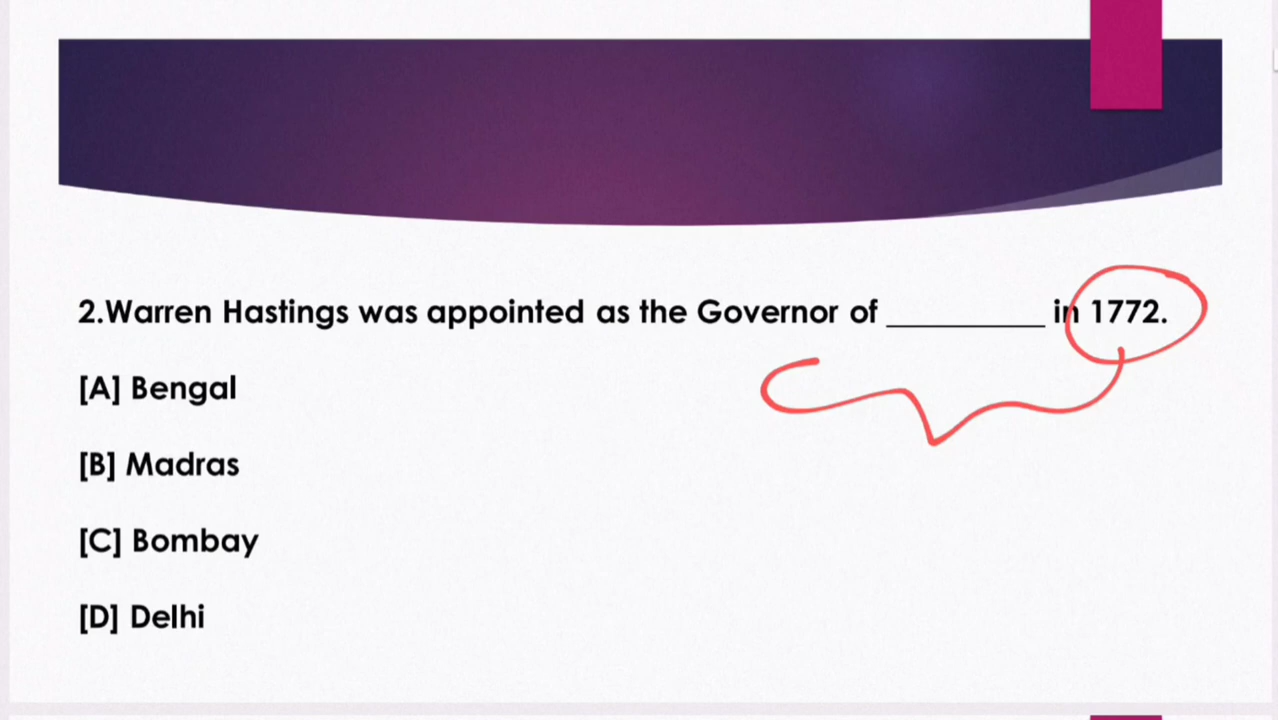 2.Warren Hastings was appointed as the Governor of __________ in 1772.
[A] Bengal
[B] Madras
[C] Bombay
[D] Delhi